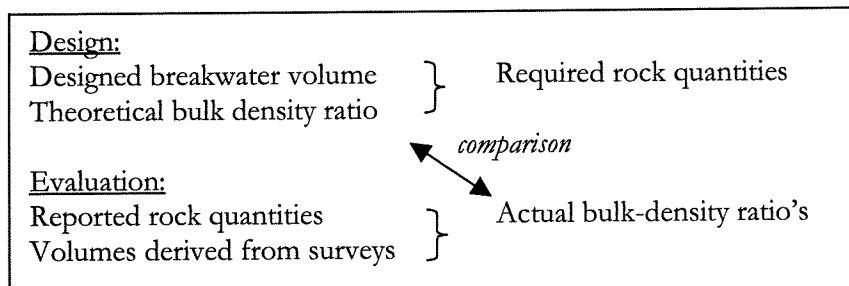 Design:
Designed breakwater volume
Required rock quantities
Theoretical bulk density ratio
comparison
Evaluation:
Reported rock quantities
Actual bulk-density ratio's
Volumes derived from surveys